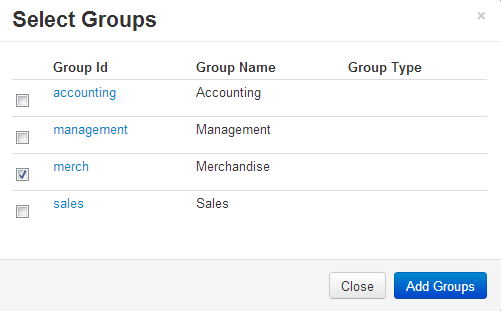 Select Groups ×
Group Id Group Name Group Type
accounting Accounting
management Management
merch Merchandise
sales Sales
Close Add Groups